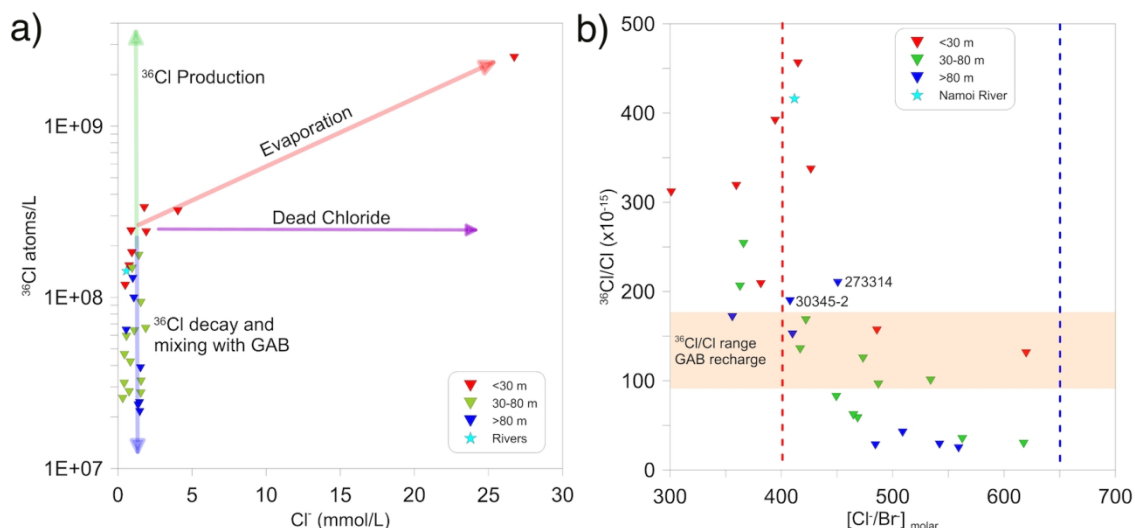 a)
1E+09
1E+08
1E+07
³⁶Cl atoms/L
³⁶Cl Production
Evaporation
Dead Chloride
³⁶Cl decay and
mixing with GAB
<30 m
30-80 m
>80 m
Rivers
0 5 10 15 20 25 30
Cl⁻ (mmol/L)
b)
500
400
300
200
100
0
³⁶Cl/Cl (x10⁻¹⁵)
<30 m
30-80 m
>80 m
Namoi River
273314
30345-2
³⁶Cl/Cl range
GAB recharge
300 400 500 600 700
[Cl⁻/Br⁻]molar